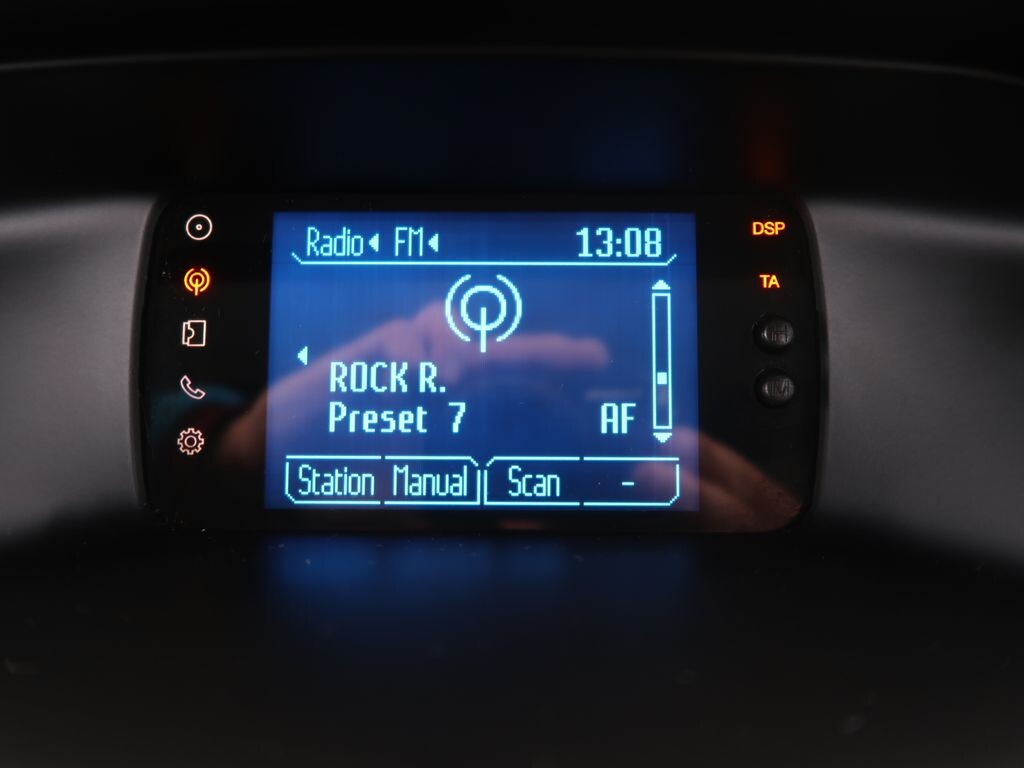 Radio FM 13:08
DSP
TA
ROCK R.
Preset 7 AF
Station Manual Scan -